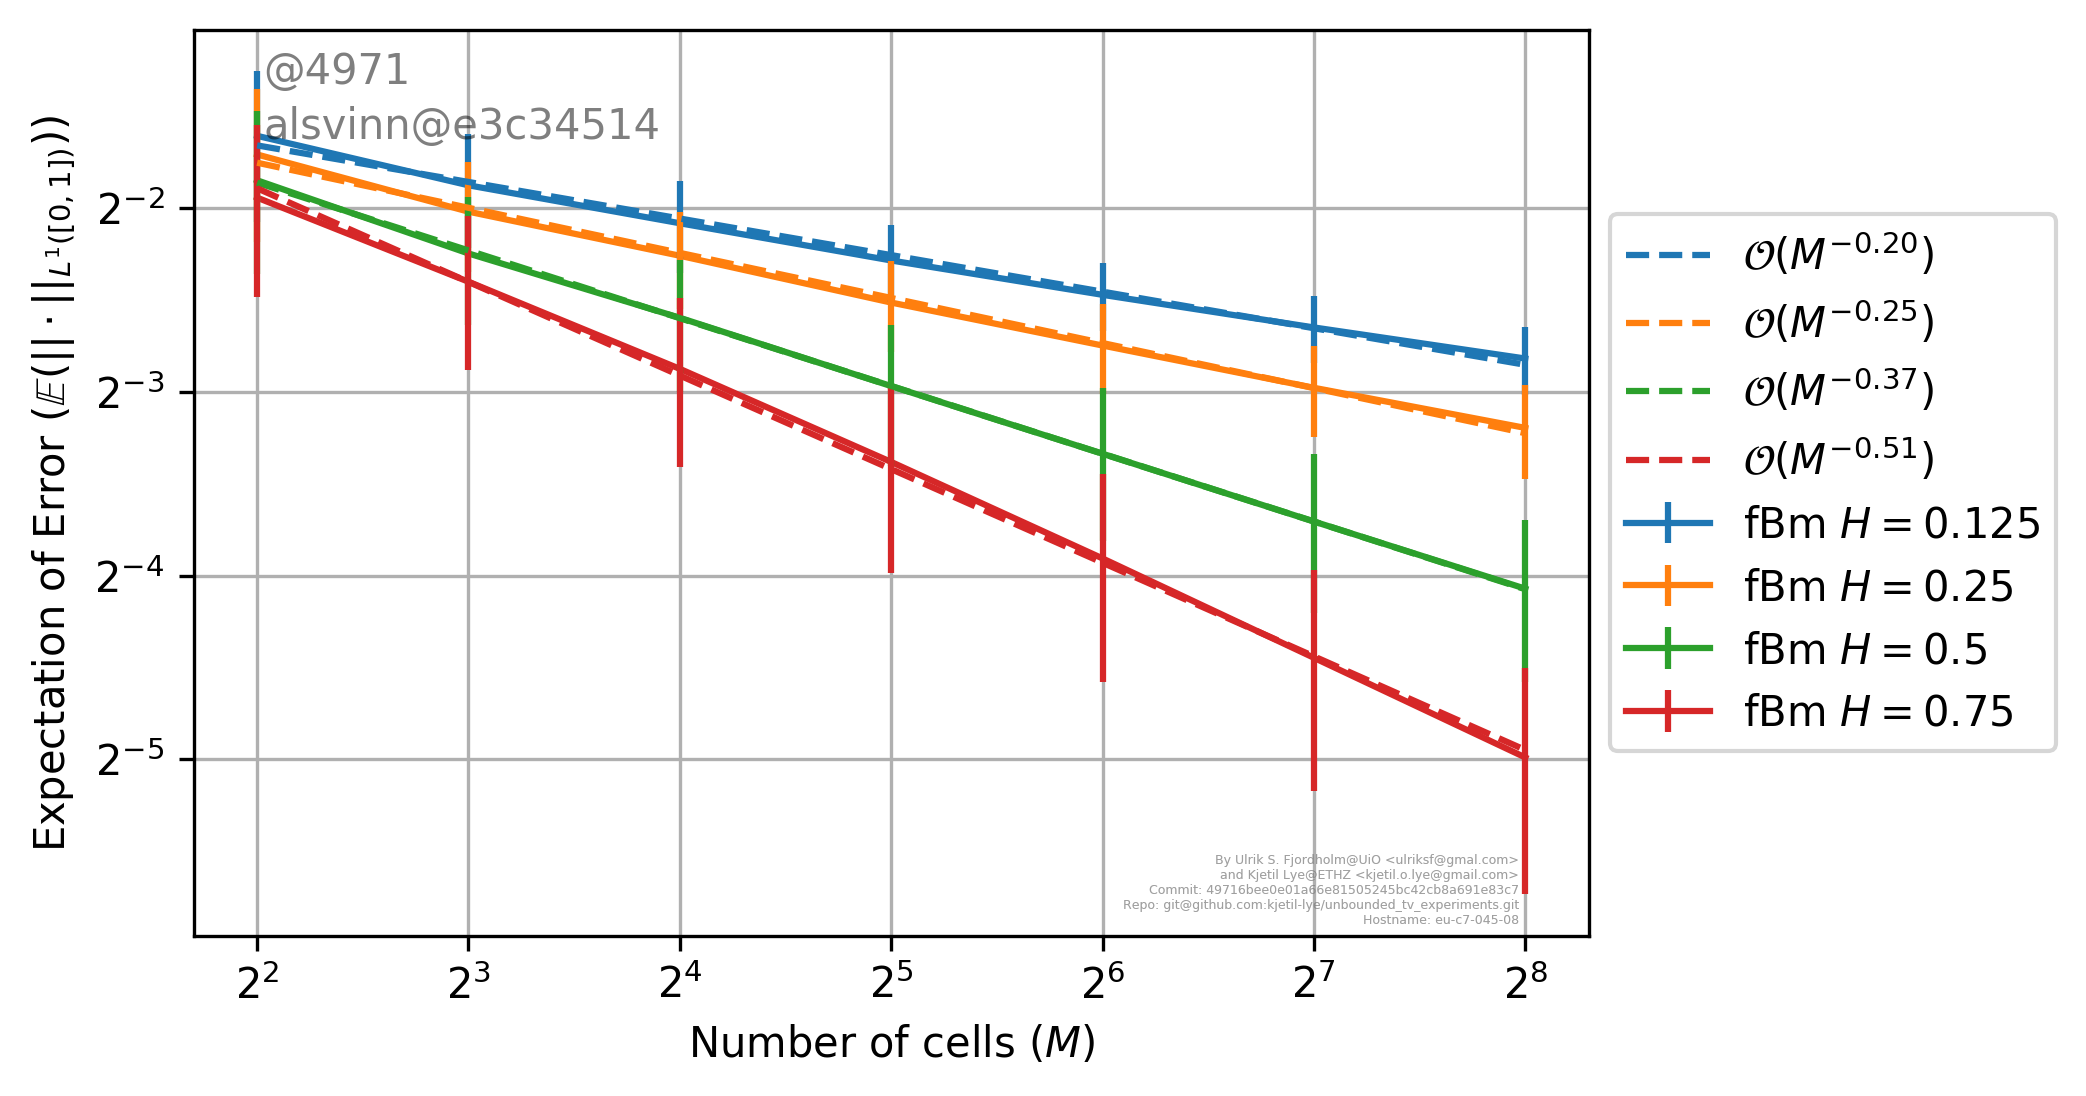 @4971
alsvinn@e3c34514
Expectation of Error (𝔼(|| · ||_{L^1([0,1])}))
2^{-2}
2^{-3}
2^{-4}
2^{-5}
2^2
2^3
2^4
2^5
2^6
2^7
2^8
Number of cells (M)
𝒪(M^{-0.20})
𝒪(M^{-0.25})
𝒪(M^{-0.37})
𝒪(M^{-0.51})
fBm H = 0.125
fBm H = 0.25
fBm H = 0.5
fBm H = 0.75
By Ulrik S. Fjordholm@UiO <ulriksf@gmal.com>
and Kjetil Lye@ETHZ <kjetil.o.lye@gmail.com>
Commit: 49716bee0e01a66e81505245bc42cb8a691e83c7
Repo: git@github.com:kjetil-lye/unbounded_tv_experiments.git
Hostname: eu-c7-045-08